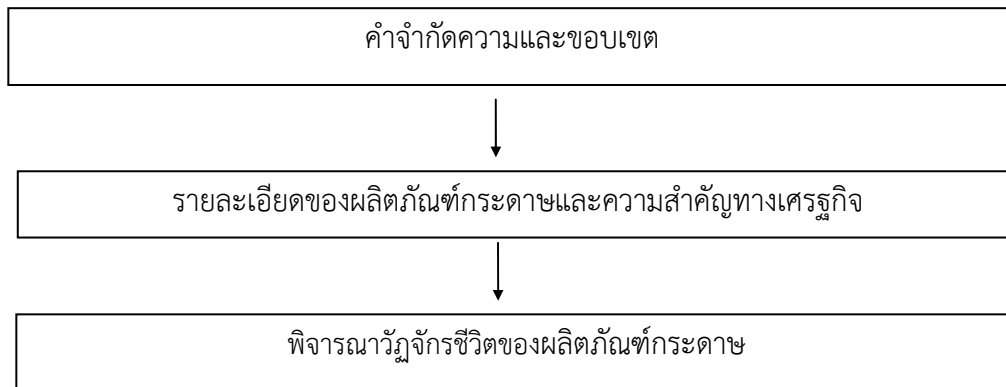 คำจำกัดความและขอบเขต
รายละเอียดของผลิตภัณฑ์กระดาษและความสำคัญทางเศรษฐกิจ
พิจารณาวัฏจักรชีวิตของผลิตภัณฑ์กระดาษ